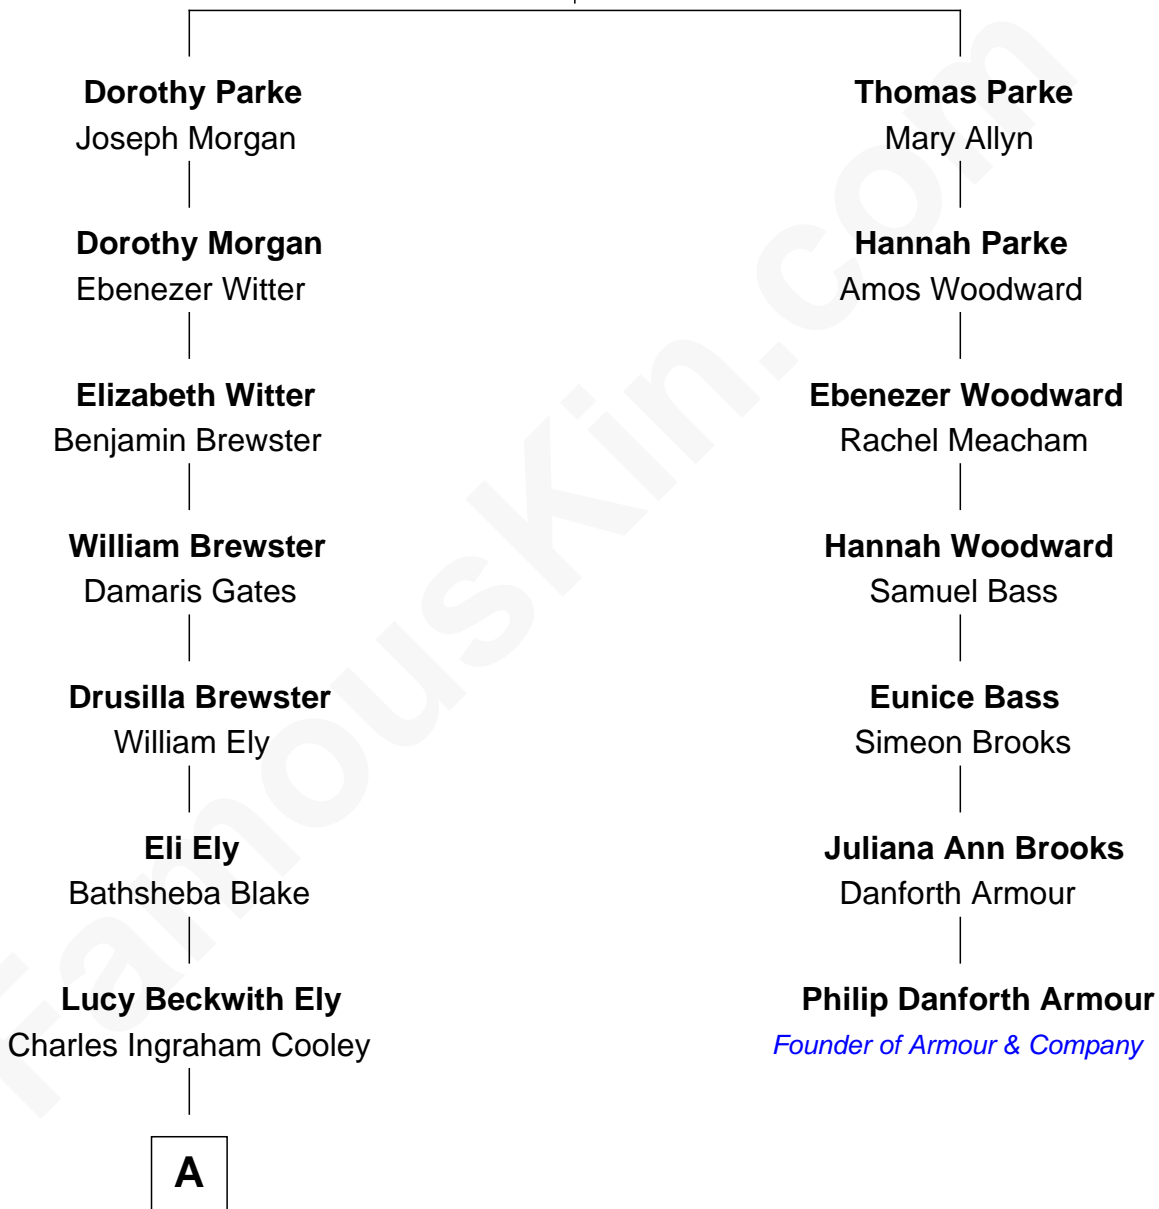 Dorothy Parke
Joseph Morgan
Thomas Parke
Mary Allyn
Dorothy Morgan
Ebenezer Witter
Hannah Parke
Amos Woodward
Elizabeth Witter
Benjamin Brewster
Ebenezer Woodward
Rachel Meacham
William Brewster
Damaris Gates
Hannah Woodward
Samuel Bass
Drusilla Brewster
William Ely
Eunice Bass
Simeon Brooks
Eli Ely
Bathsheba Blake
Juliana Ann Brooks
Danforth Armour
Lucy Beckwith Ely
Charles Ingraham Cooley
Philip Danforth Armour
Founder of Armour & Company
A
FamousKin.com